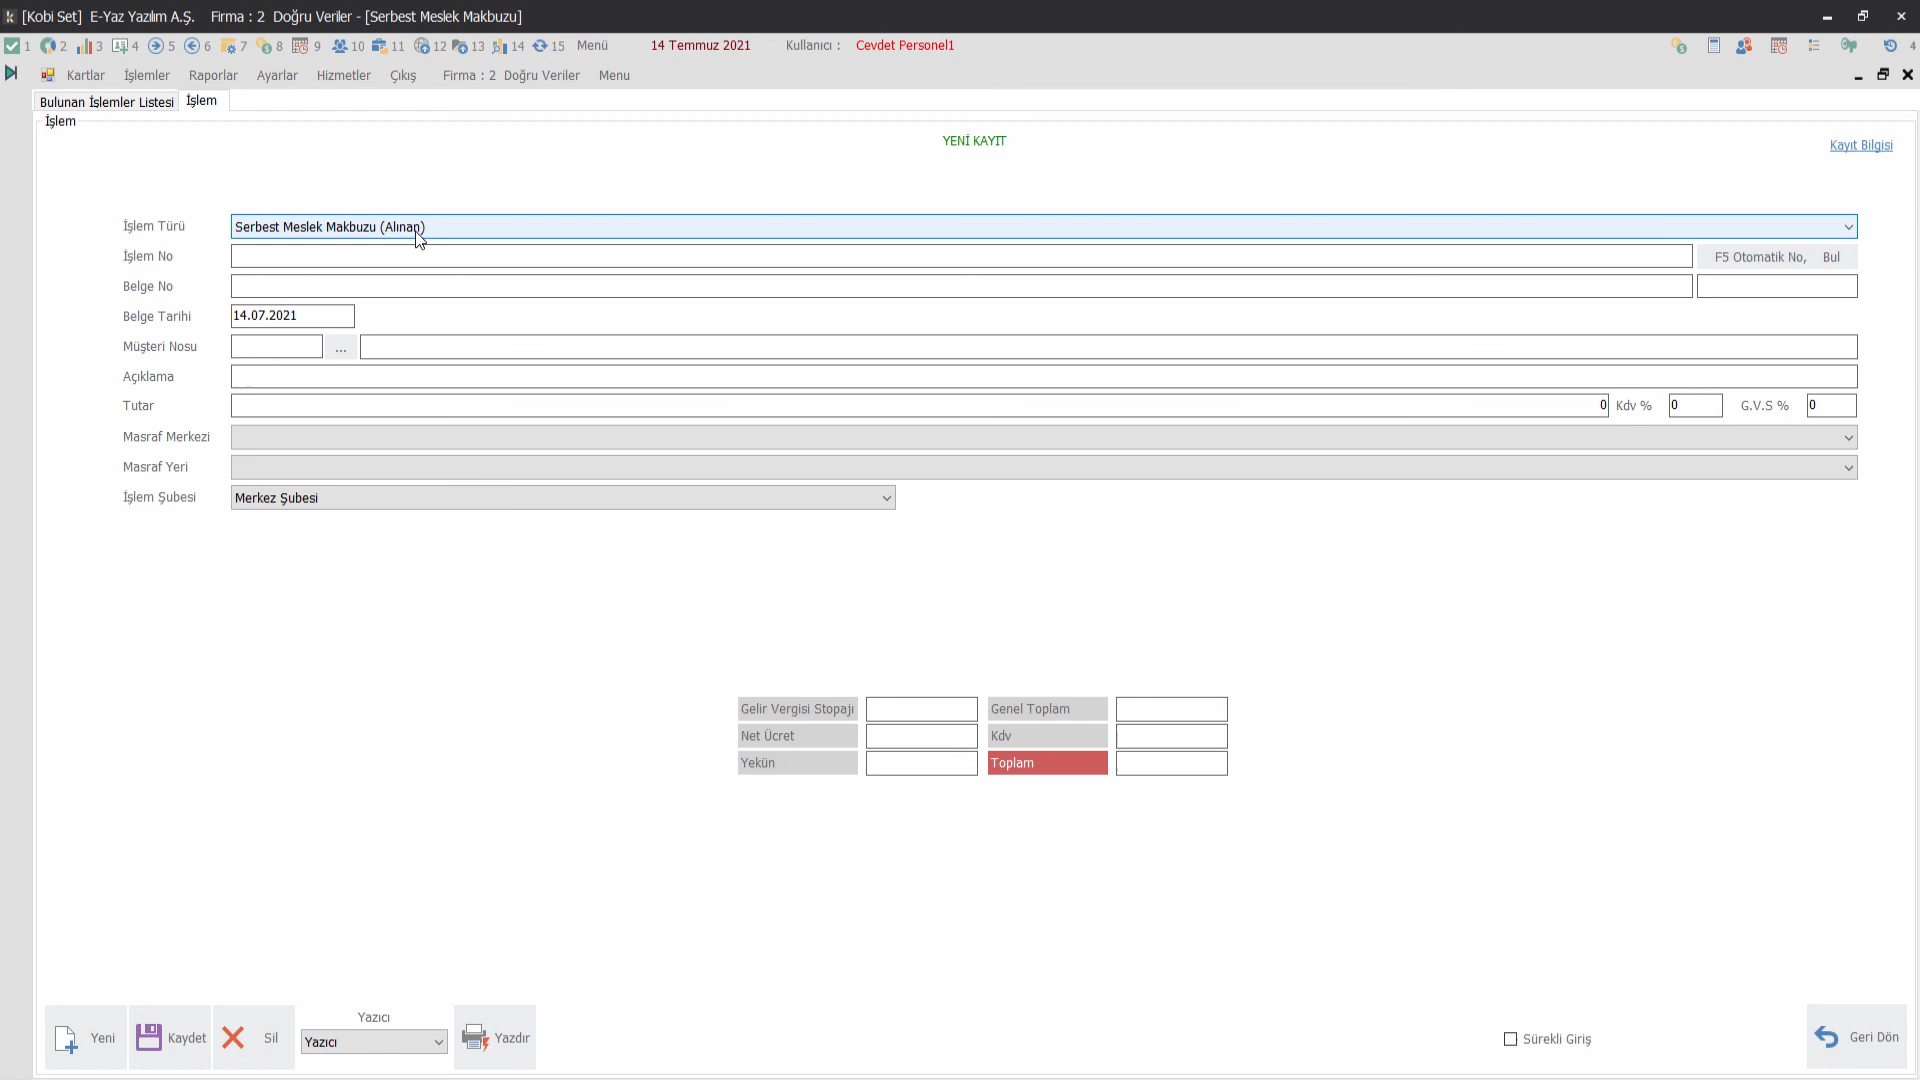 [Kobi Set] E-Yaz Yazılım A.Ş. Firma : 2 Doğru Veriler - [Serbest Meslek Makbuzu]
1 2 3 4 5 6 7 8 9 10 11 12 13 14 15 Menü 14 Temmuz 2021 Kullanıcı : Cevdet Personel1 4
Kartlar İşlemler Raporlar Ayarlar Hizmetler Çıkış Firma : 2 Doğru Veriler Menu
Bulunan İşlemler Listesi İşlem
İşlem
YENİ KAYIT
Kayıt Bilgisi
İşlem Türü Serbest Meslek Makbuzu (Alınan)
İşlem No F5 Otomatik No, Bul
Belge No
Belge Tarihi 14.07.2021
Müşteri Nosu ...
Açıklama
Tutar 0 Kdv % 0 G.V.S % 0
Masraf Merkezi
Masraf Yeri
İşlem Şubesi Merkez Şubesi
Gelir Vergisi Stopajı Genel Toplam
Net Ücret Kdv
Yekün Toplam
Yazıcı
Yeni Kaydet Sil Yazıcı Yazdır Sürekli Giriş Geri Dön